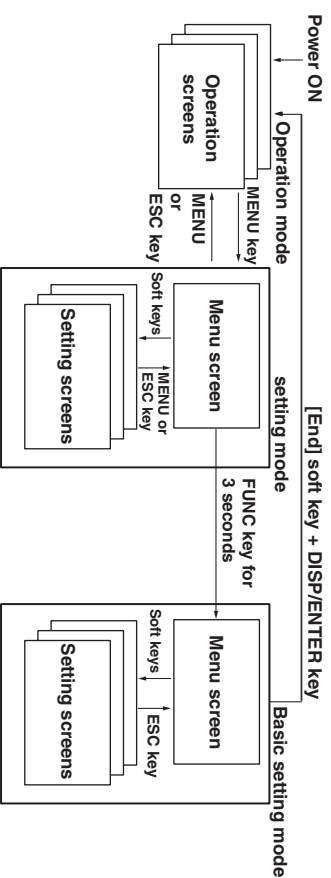 [End] soft key + DISP/ENTER key
Power ON
Operation mode
setting mode
Basic setting mode
MENU key
Operation
screens
MENU
or
ESC key
Menu screen
Soft keys
MENU or
ESC key
Setting screens
FUNC key for
3 seconds
Menu screen
Soft keys
ESC key
Setting screens